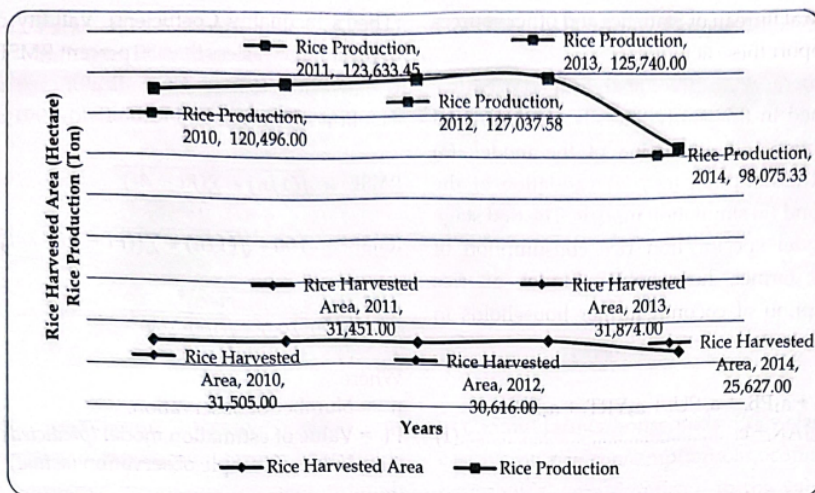 Rice Production,
2011, 123,633.45
Rice Production,
2013, 125,740.00
Rice Production,
2010, 120,496.00
Rice Production,
2012, 127,037.58
Rice Production,
2014, 98,075.33
Rice Harvested Area (Hectare)
Rice Production (Ton)
Rice Harvested
Area, 2011,
31,451.00
Rice Harvested
Area, 2013,
31,874.00
Rice Harvested
Area, 2010,
31,505.00
Rice Harvested
Area, 2012,
30,616.00
Rice Harvested
Area, 2014,
25,627.00
Years
Rice Harvested Area
Rice Production